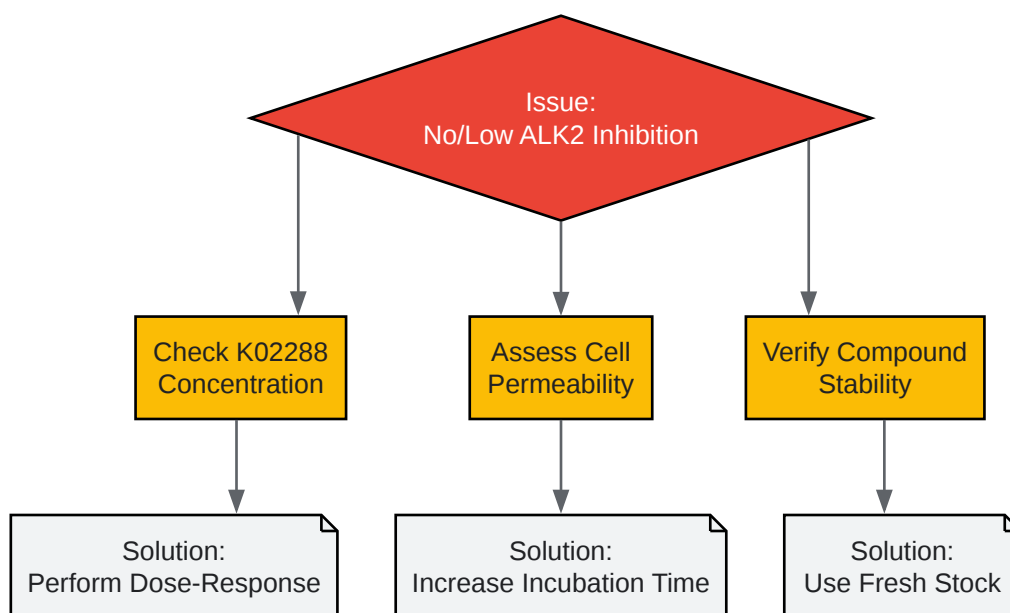 Issue:
No/Low ALK2 Inhibition
Check K02288
Concentration
Assess Cell
Permeability
Verify Compound
Stability
Solution:
Perform Dose-Response
Solution:
Increase Incubation Time
Solution:
Use Fresh Stock